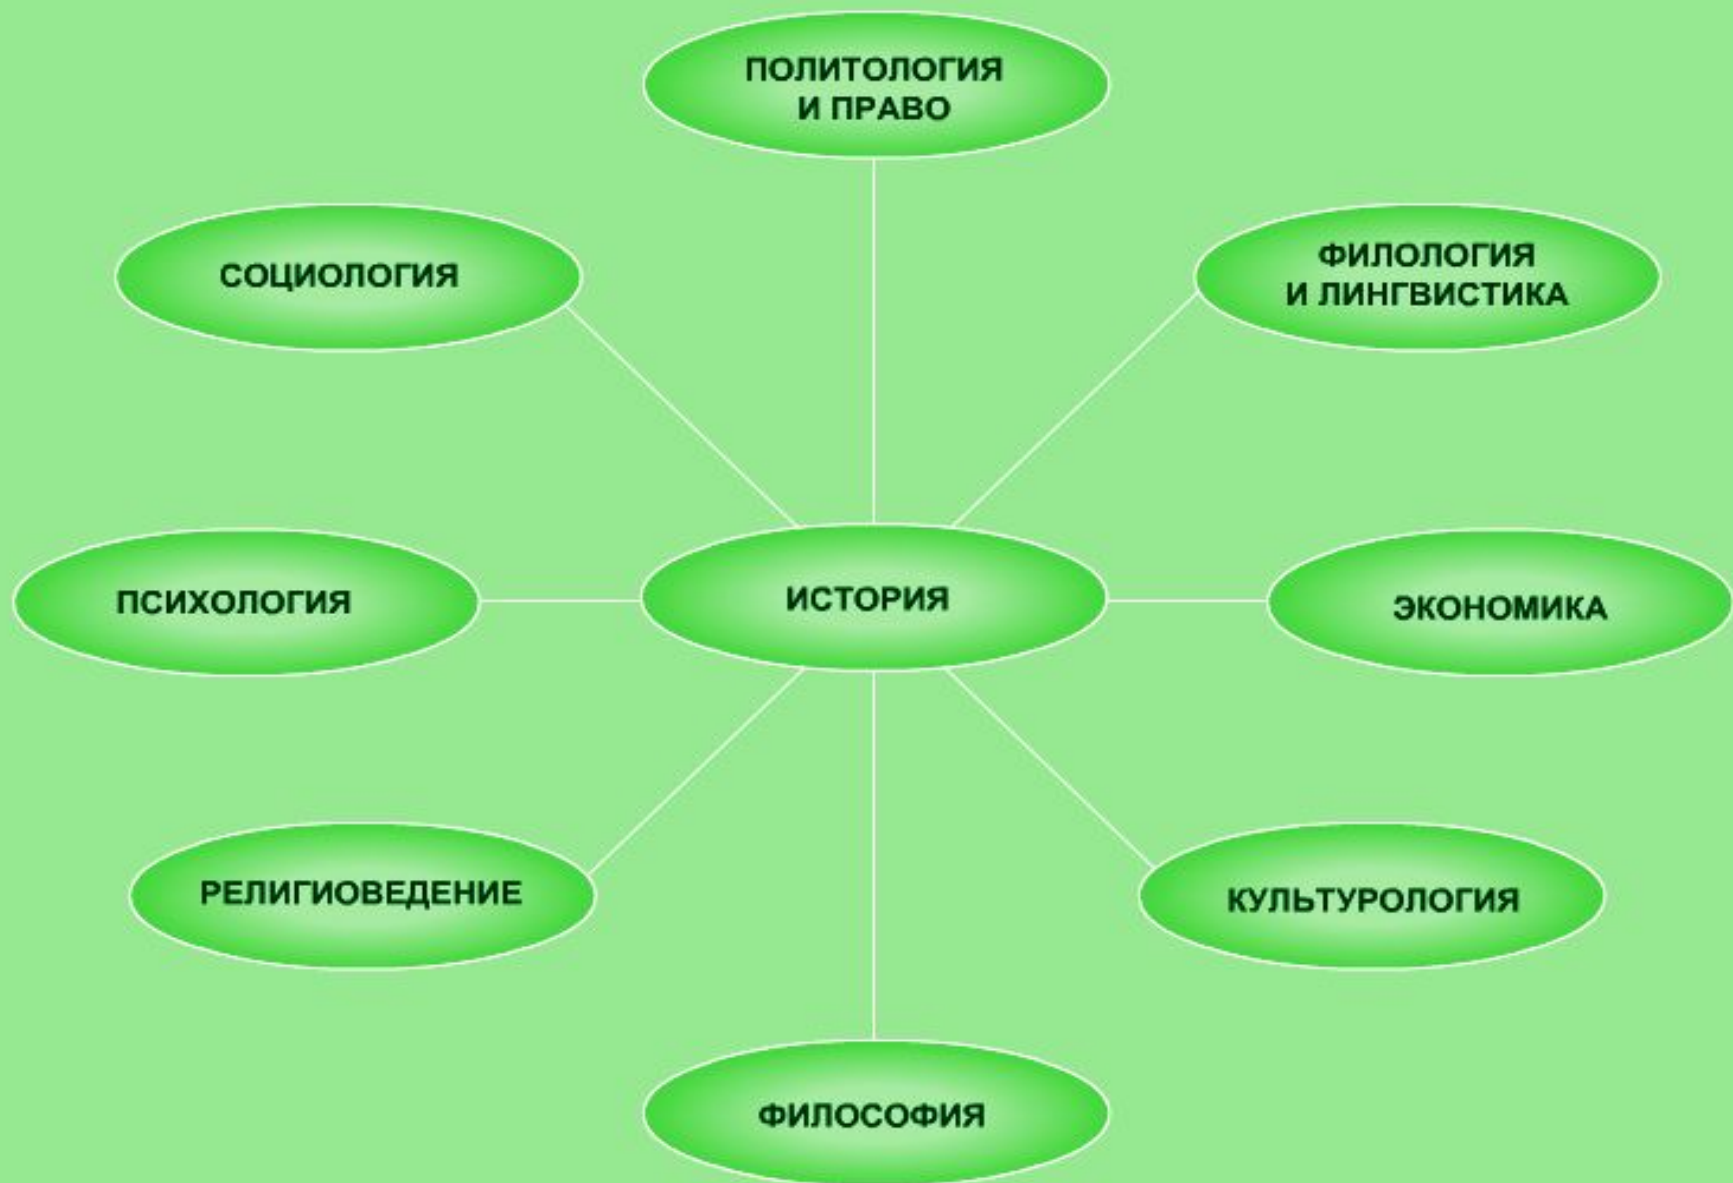 ПОЛИТОЛОГИЯ
И ПРАВО
СОЦИОЛОГИЯ
ФИЛОЛОГИЯ
И ЛИНГВИСТИКА
ПСИХОЛОГИЯ
ИСТОРИЯ
ЭКОНОМИКА
РЕЛИГИОВЕДЕНИЕ
КУЛЬТУРОЛОГИЯ
ФИЛОСОФИЯ